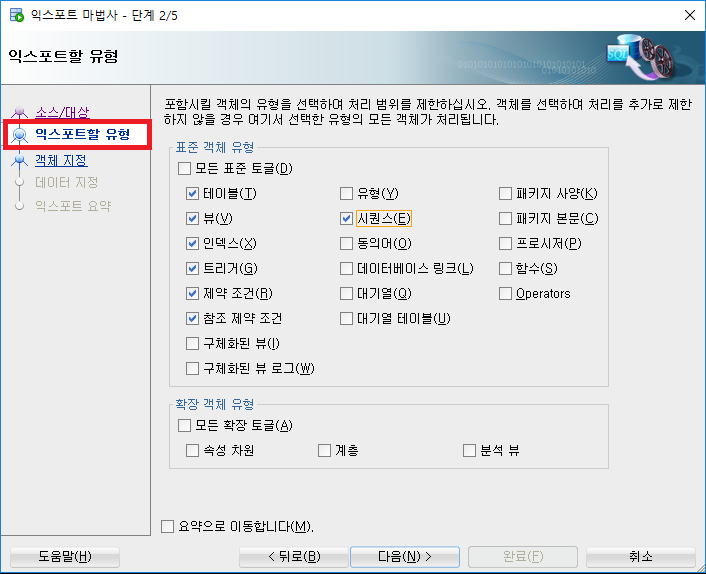 익스포트 마법사 - 단계 2/5
익스포트할 유형
SQL
소스/대상
익스포트할 유형
객체 지정
데이터 지정
익스포트 요약
포함시킬 객체의 유형을 선택하여 처리 범위를 제한하십시오. 객체를 선택하여 처리를 추가로 제한
하지 않을 경우 여기서 선택한 유형의 모든 객체가 처리됩니다.
표준 객체 유형
모든 표준 토글(D)
테이블(T) 유형(Y) 패키지 사양(K)
뷰(V) 시퀀스(E) 패키지 본문(C)
인덱스(X) 동의어(O) 프로시저(P)
트리거(G) 데이터베이스 링크(L) 함수(S)
제약 조건(R) 대기열(Q) Operators
참조 제약 조건 대기열 테이블(U)
구체화된 뷰(I)
구체화된 뷰 로그(W)
확장 객체 유형
모든 확장 토글(A)
속성 차원 계층 분석 뷰
요약으로 이동합니다(M).
도움말(H) < 뒤로(B) 다음(N) > 완료(F) 취소